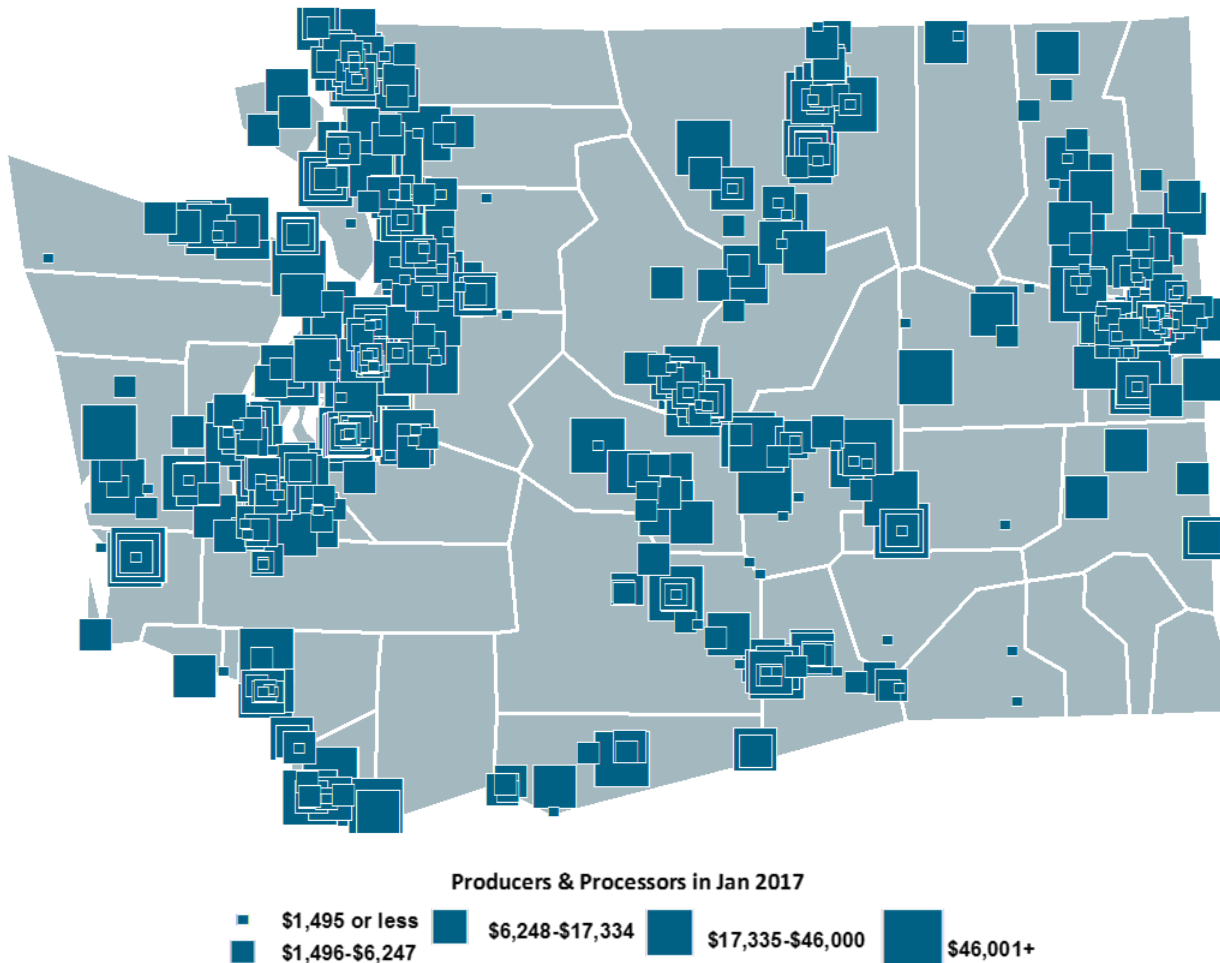 Producers & Processors in Jan 2017
$1,495 or less
$1,496-$6,247
$6,248-$17,334
$17,335-$46,000
$46,001+